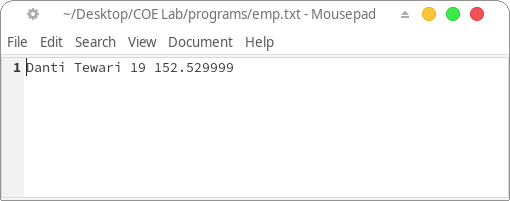 ~/Desktop/COE Lab/programs/emp.txt - Mousepad
File Edit Search View Document Help
1 Danti Tewari 19 152.529999